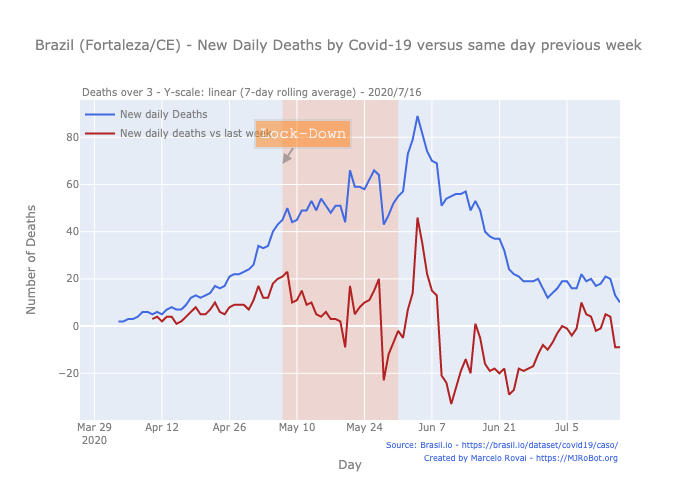 Brazil (Fortaleza/CE) - New Daily Deaths by Covid-19 versus same day previous week
Deaths over 3 - Y-scale: linear (7-day rolling average) - 2020/7/16
New daily Deaths
New daily deaths vs last week
Lock-Down
80
60
40
20
0
−20
Number of Deaths
Mar 29
2020
Apr 12
Apr 26
May 10
May 24
Jun 7
Jun 21
Jul 5
Day
Source: Brasil.io - https://brasil.io/dataset/covid19/caso/
Created by Marcelo Rovai - https://MJRoBot.org